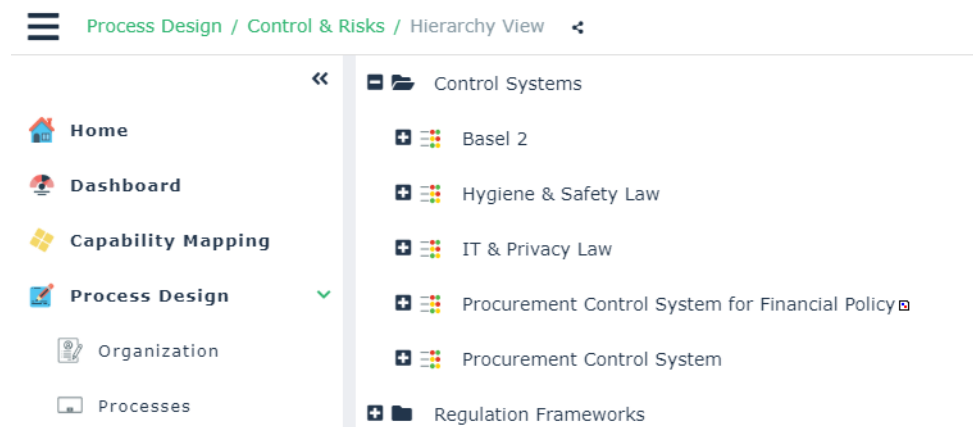 Process Design / Control & Risks / Hierarchy View
Home
Dashboard
Capability Mapping
Process Design
Organization
Processes
Control Systems
Basel 2
Hygiene & Safety Law
IT & Privacy Law
Procurement Control System for Financial Policy
Procurement Control System
Regulation Frameworks